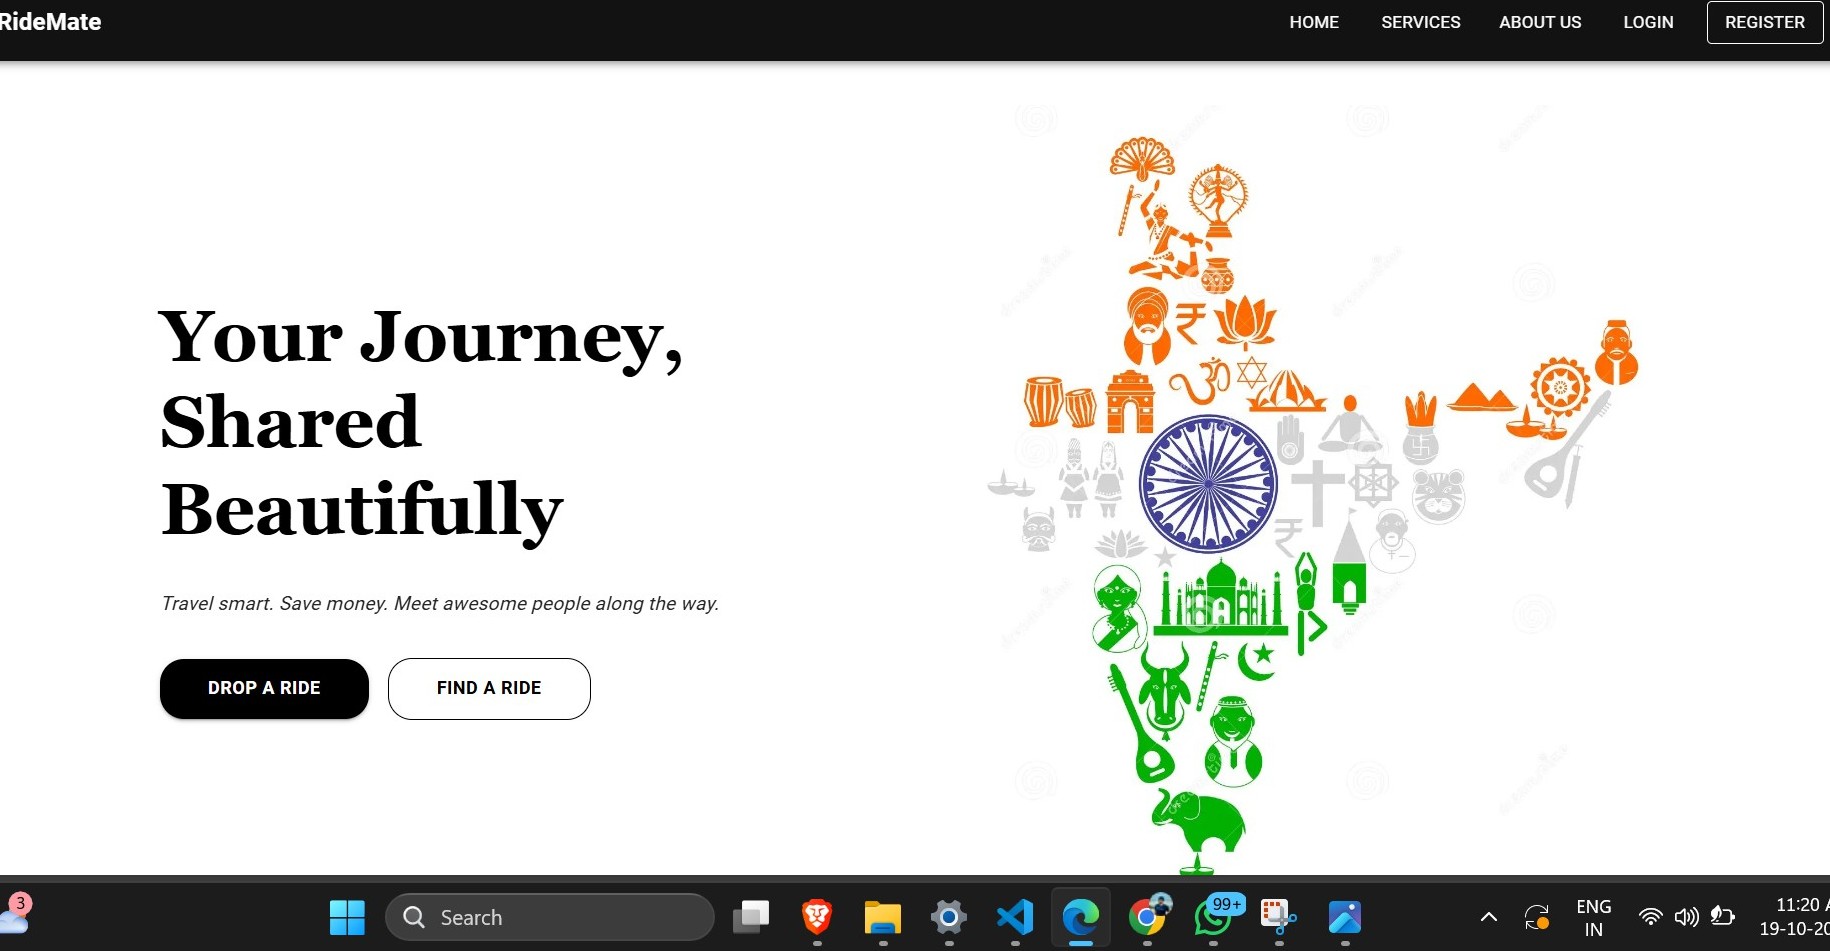 RideMate
HOME SERVICES ABOUT US LOGIN REGISTER
Your Journey,
Shared
Beautifully
Travel smart. Save money. Meet awesome people along the way.
DROP A RIDE FIND A RIDE
3
Search
99+
ENG
IN
11:20
19-10-20